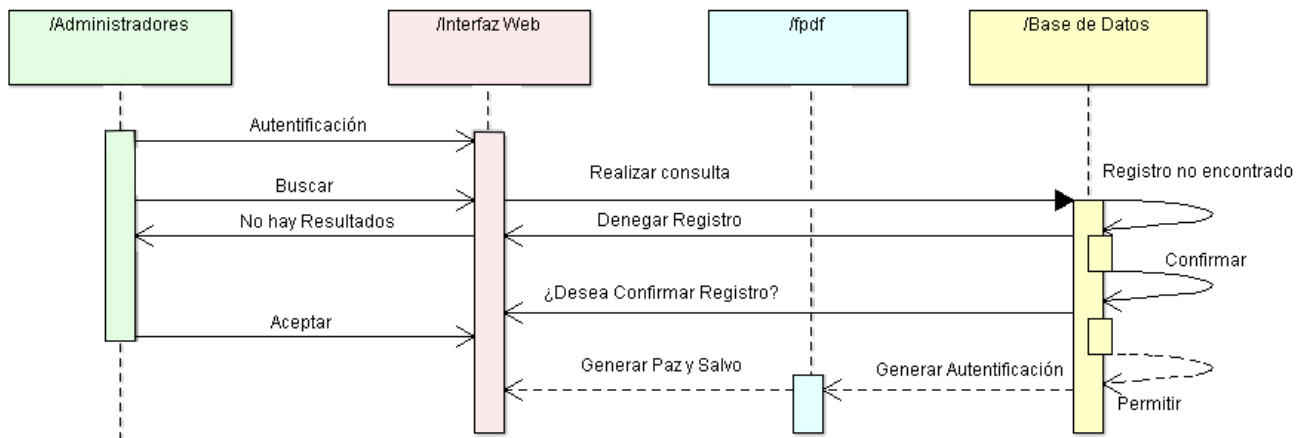 /Administradores
/Interfaz Web
/fpdf
/Base de Datos
Autentificación
Buscar
Realizar consulta
Registro no encontrado
No hay Resultados
Denegar Registro
Confirmar
¿Desea Confirmar Registro?
Aceptar
Generar Paz y Salvo
Generar Autentificación
Permitir